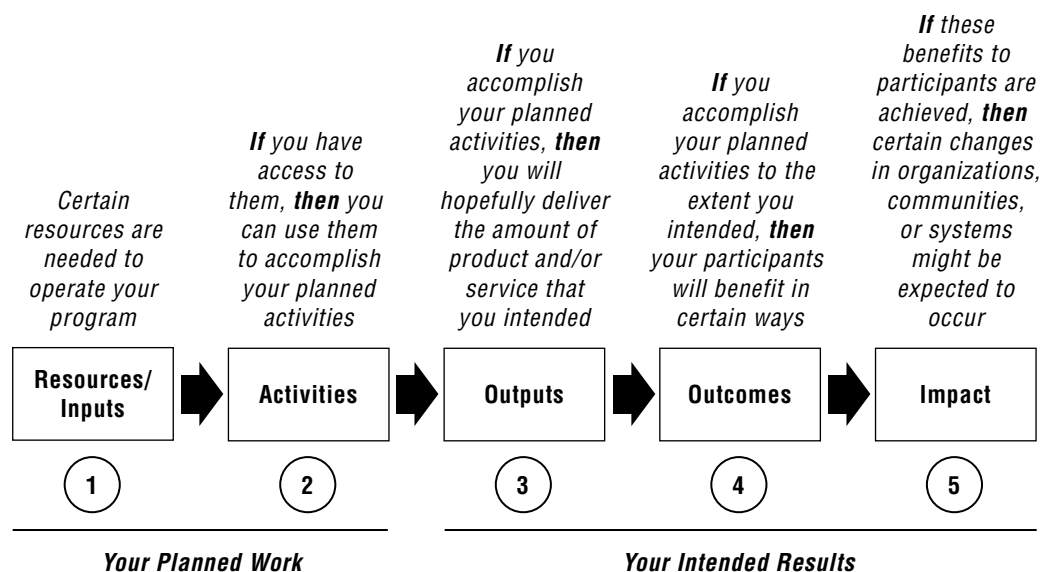 Certain
resources are
needed to
operate your
program
If you have
access to
them, then you
can use them
to accomplish
your planned
activities
If you
accomplish
your planned
activities, then
you will
hopefully deliver
the amount of
product and/or
service that
you intended
If you
accomplish
your planned
activities to the
extent you
intended, then
your participants
will benefit in
certain ways
If these
benefits to
participants are
achieved, then
certain changes
in organizations,
communities,
or systems
might be
expected to
occur
Resources/
Inputs
Activities
Outputs
Outcomes
Impact
1
2
3
4
5
Your Planned Work
Your Intended Results